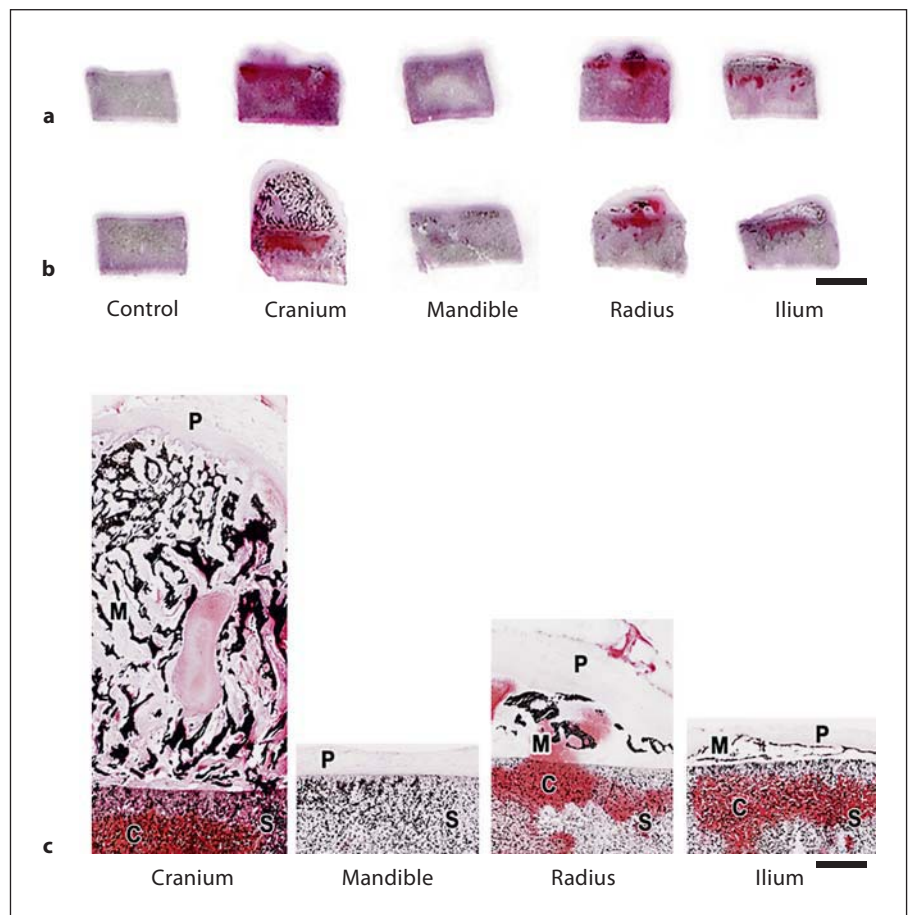 a
b
Control Cranium Mandible Radius Ilium
P
M
C S
P
S
P
M
C
S
M P
C
S
c
Cranium Mandible Radius Ilium